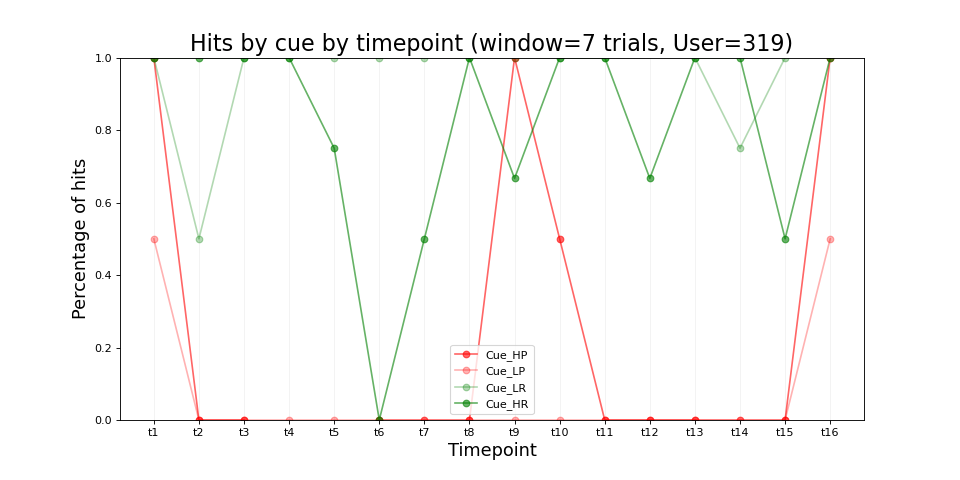 Hits by cue by timepoint (window=7 trials, User=319)
Percentage of hits
1.0
0.8
0.6
0.4
0.2
0.0
Cue_HP
Cue_LP
Cue_LR
Cue_HR
t1 t2 t3 t4 t5 t6 t7 t8 t9 t10 t11 t12 t13 t14 t15 t16
Timepoint